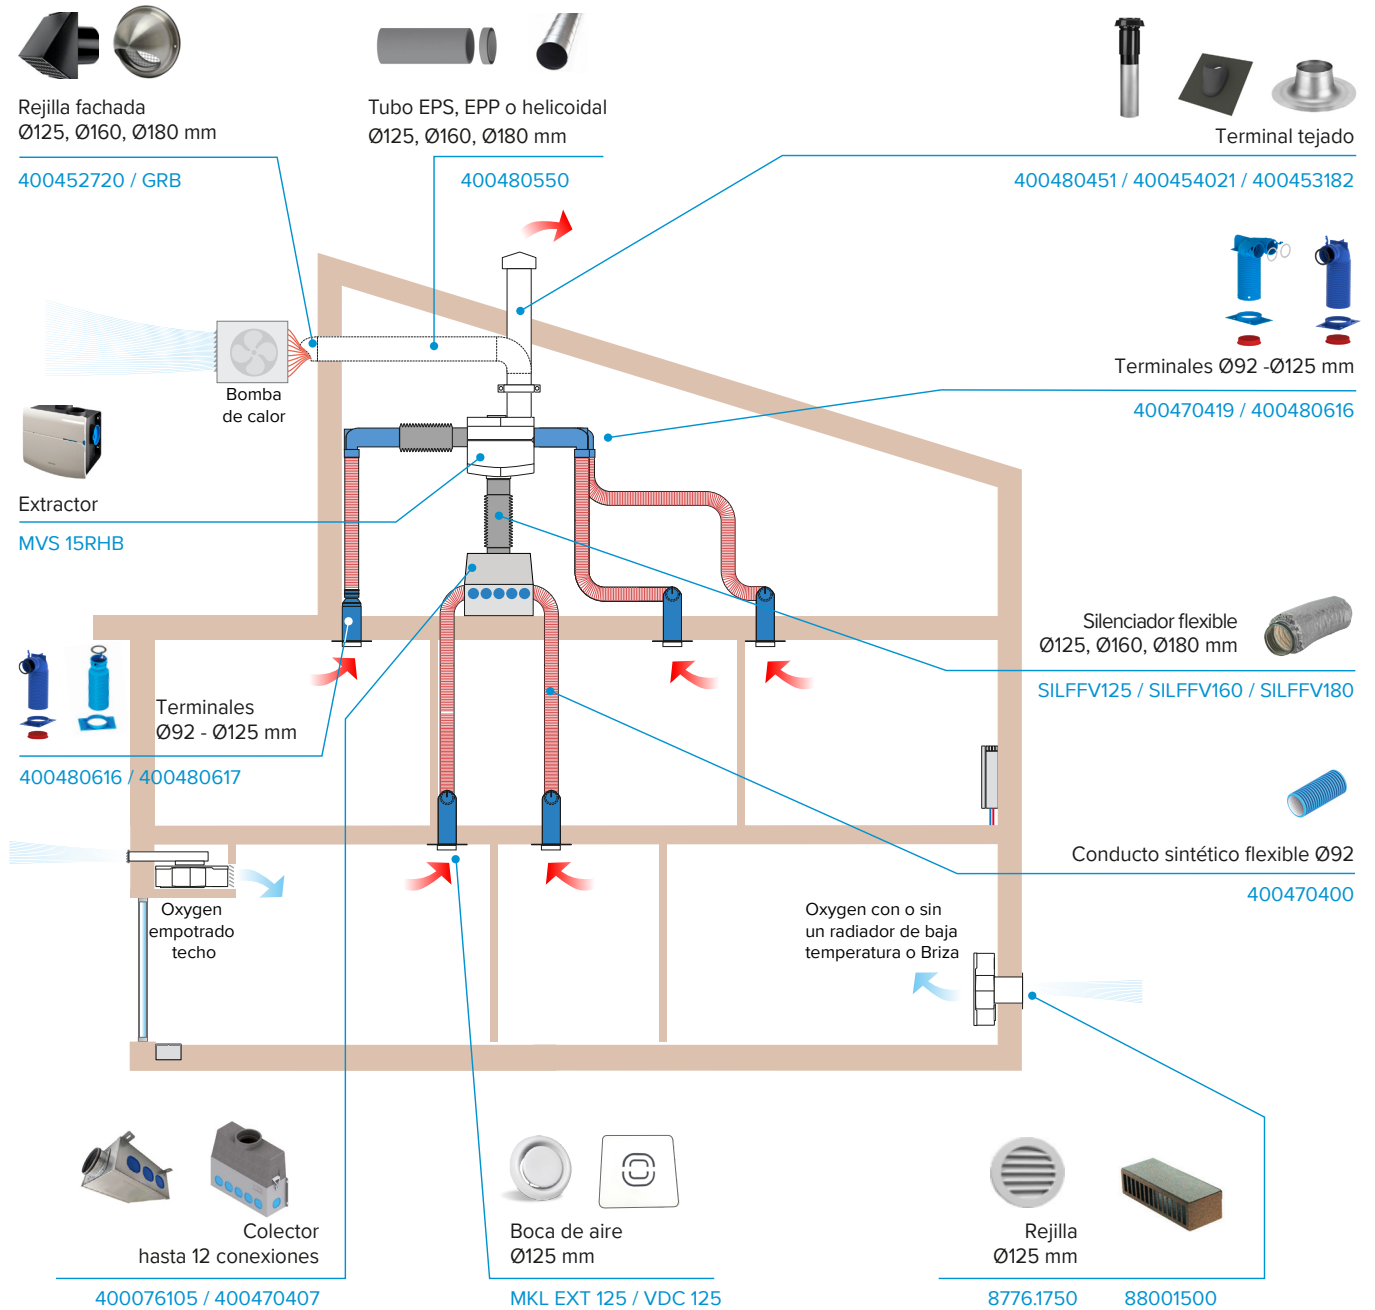 Rejilla fachada
Ø125, Ø160, Ø180 mm
400452720 / GRB
Tubo EPS, EPP o helicoidal
Ø125, Ø160, Ø180 mm
400480550
Terminal tejado
400480451 / 400454021 / 400453182
Terminales Ø92 -Ø125 mm
400470419 / 400480616
Bomba
de calor
Extractor
MVS 15RHB
Silenciador flexible
Ø125, Ø160, Ø180 mm
SILFFV125 / SILFFV160 / SILFFV180
Terminales
Ø92 - Ø125 mm
400480616 / 400480617
Conducto sintético flexible Ø92
400470400
Oxygen
empotrado
techo
Oxygen con o sin
un radiador de baja
temperatura o Briza
Colector
hasta 12 conexiones
400076105 / 400470407
Boca de aire
Ø125 mm
MKL EXT 125 / VDC 125
Rejilla
Ø125 mm
8776.1750 88001500